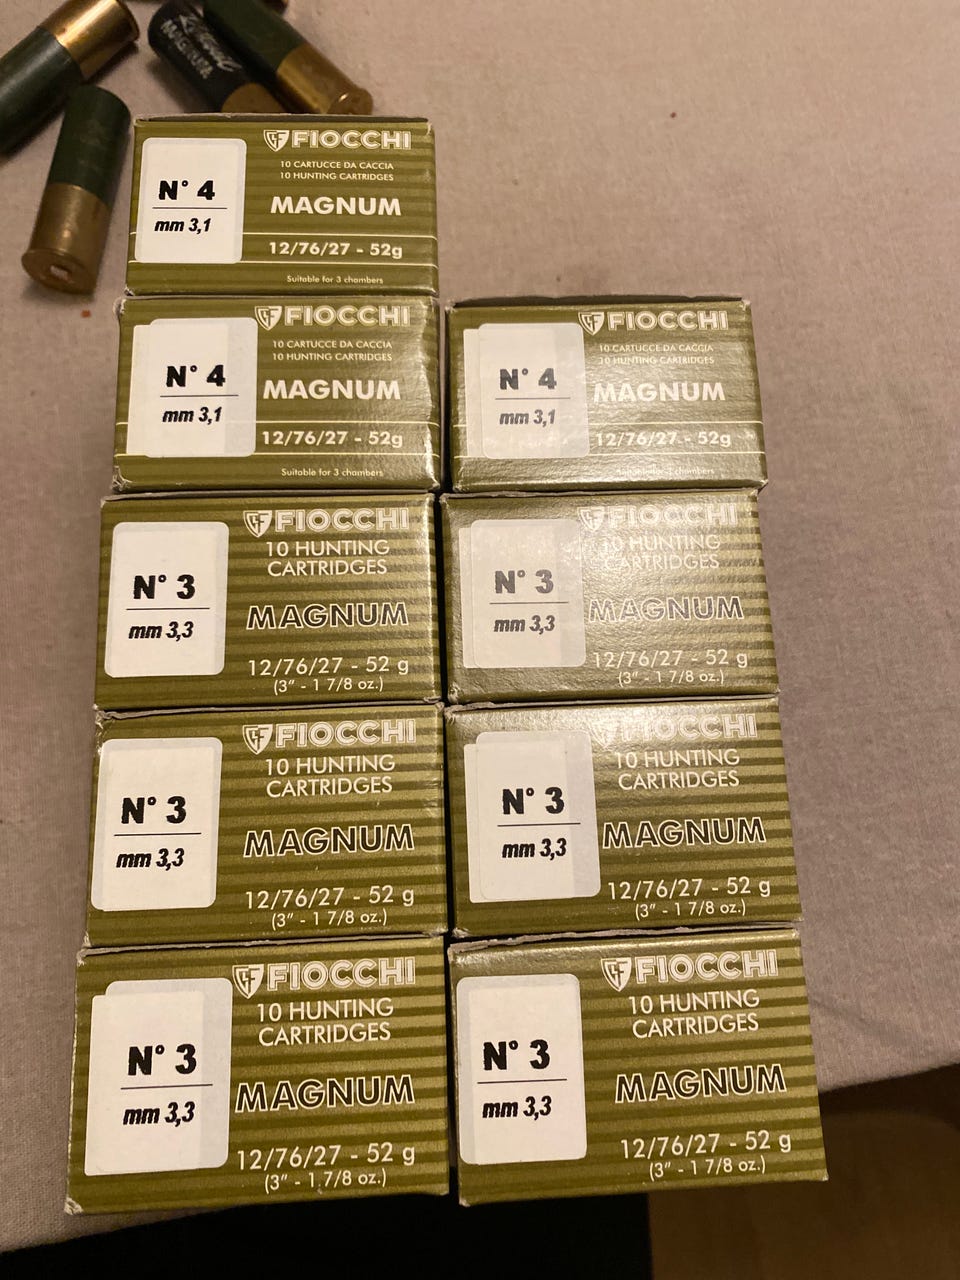 MAGNUM
FIOCCHI
10 CARTUCCE DA CACCIA
10 HUNTING CARTRIDGES
MAGNUM
12/76/27 - 52g
Suitable for 3 chambers
N° 4
mm 3,1
FIOCCHI
10 CARTUCCE DA CACCIA
10 HUNTING CARTRIDGES
MAGNUM
12/76/27 - 52g
Suitable for 3 chambers
N° 4
mm 3,1
FIOCCHI
10 CARTUCCE DA CACCIA
10 HUNTING CARTRIDGES
MAGNUM
12/76/27 - 52g
Suitable for 3 chambers
N° 4
mm 3,1
FIOCCHI
10 HUNTING
CARTRIDGES
MAGNUM
12/76/27 - 52 g
(3" - 1 7/8 oz.)
N° 3
mm 3,3
FIOCCHI
10 HUNTING
CARTRIDGES
MAGNUM
12/76/27 - 52 g
(3" - 1 7/8 oz.)
N° 3
mm 3,3
FIOCCHI
10 HUNTING
CARTRIDGES
MAGNUM
12/76/27 - 52 g
(3" - 1 7/8 oz.)
N° 3
mm 3,3
FIOCCHI
10 HUNTING
CARTRIDGES
MAGNUM
12/76/27 - 52 g
(3" - 1 7/8 oz.)
N° 3
mm 3,3
FIOCCHI
10 HUNTING
CARTRIDGES
MAGNUM
12/76/27 - 52 g
(3" - 1 7/8 oz.)
N° 3
mm 3,3
FIOCCHI
10 HUNTING
CARTRIDGES
MAGNUM
12/76/27 - 52 g
(3" - 1 7/8 oz.)
N° 3
mm 3,3